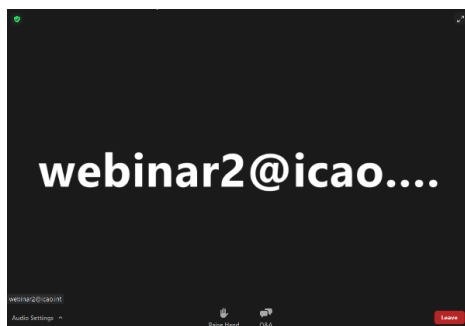 webinar2@icao....
webinar2@icao.int
Audio Settings
Raise Hand
Q&A
Leave